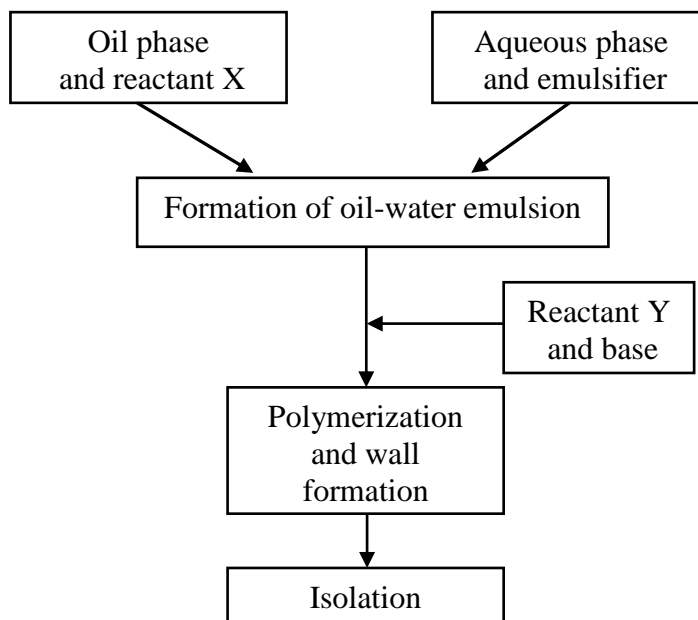 Oil phase
and reactant X
Aqueous phase
and emulsifier
Formation of oil-water emulsion
Reactant Y
and base
Polymerization
and wall
formation
Isolation